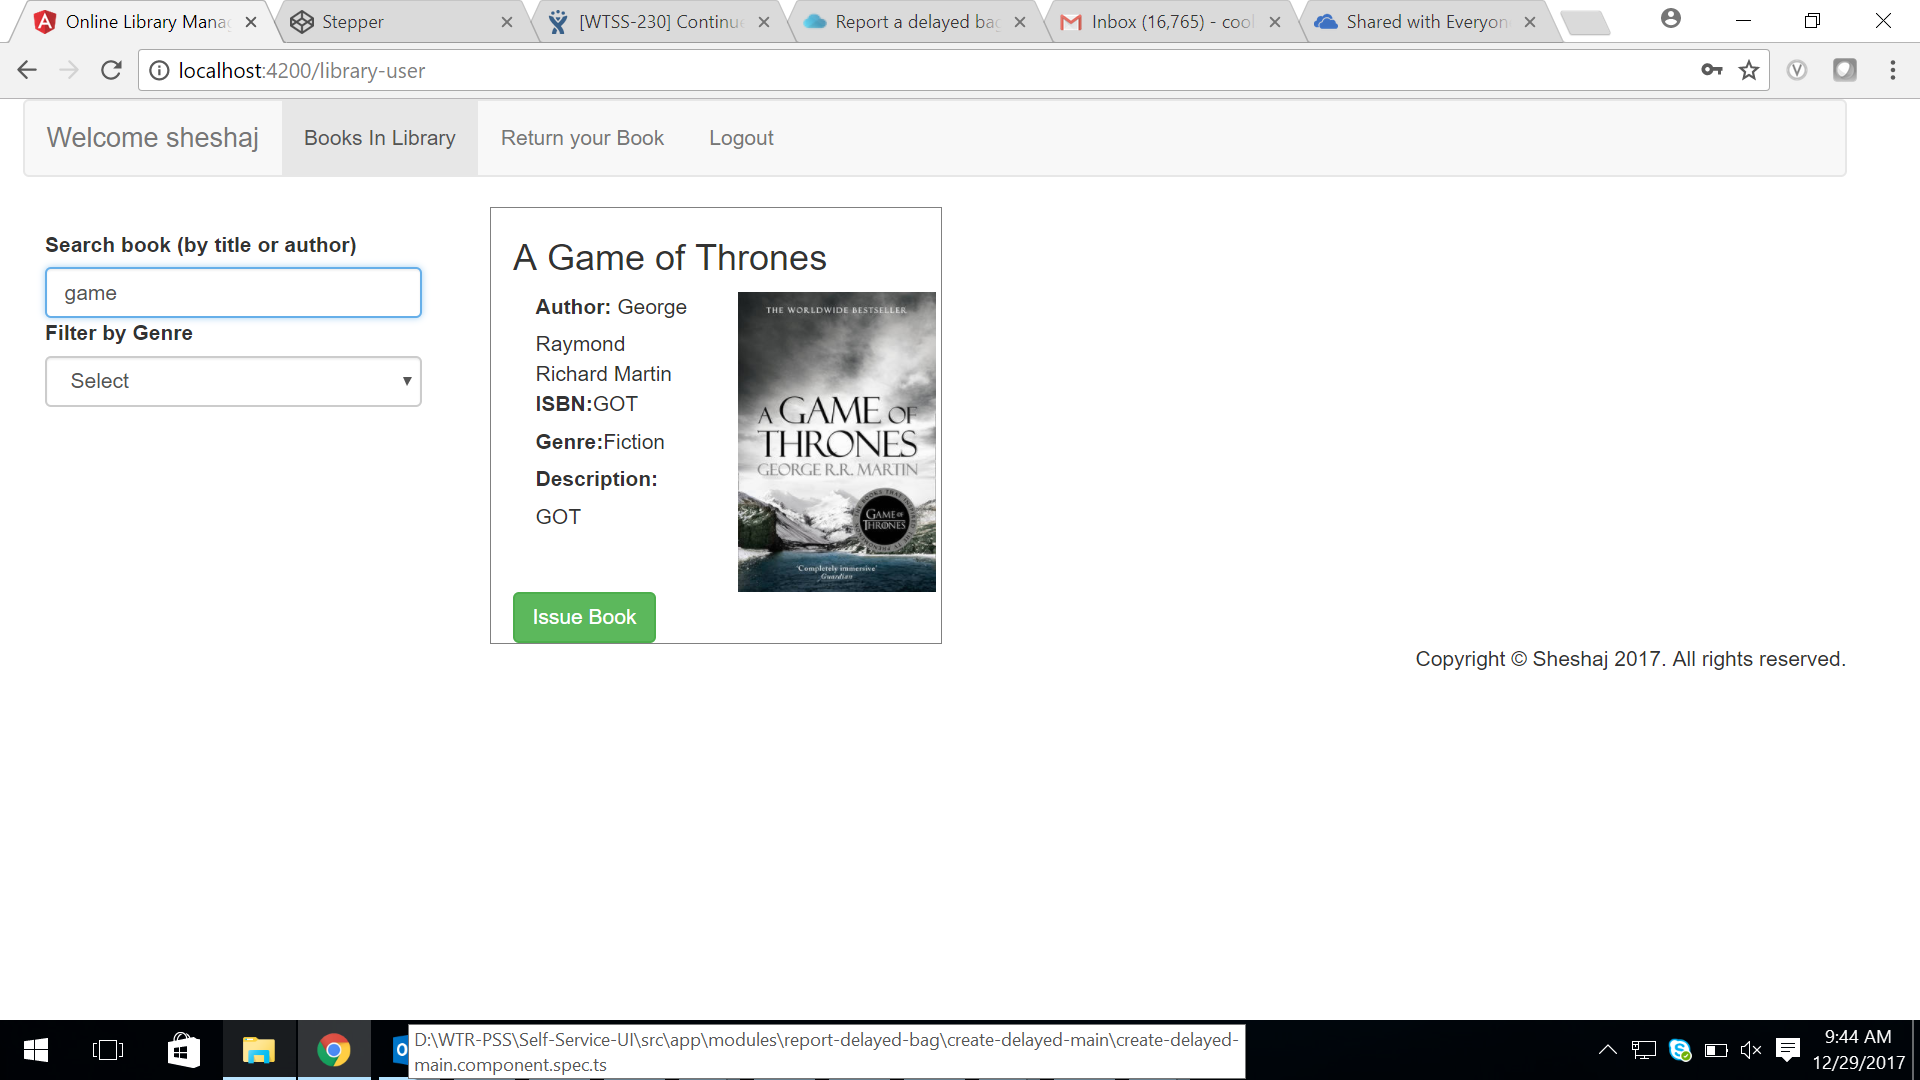 Online Library Mana
Stepper
[WTSS-230] Continue
Report a delayed bag
Inbox (16,765) - cool
Shared with Everyon
localhost:4200/library-user
Welcome sheshaj
Books In Library
Return your Book
Logout
Search book (by title or author)
game
Filter by Genre
Select
A Game of Thrones
Author: George
Raymond
Richard Martin
ISBN:GOT
Genre:Fiction
Description:
GOT
THE WORLDWIDE BESTSELLER
A GAME OF
THRONES
GEORGE R.R. MARTIN
GAME OF
THRONES
'Completely immersive'
Guardian
Issue Book
Copyright © Sheshaj 2017. All rights reserved.
D:\WTR-PSS\Self-Service-UI\src\app\modules\report-delayed-bag\create-delayed-main\create-delayed-
main.component.spec.ts
9:44 AM
12/29/2017